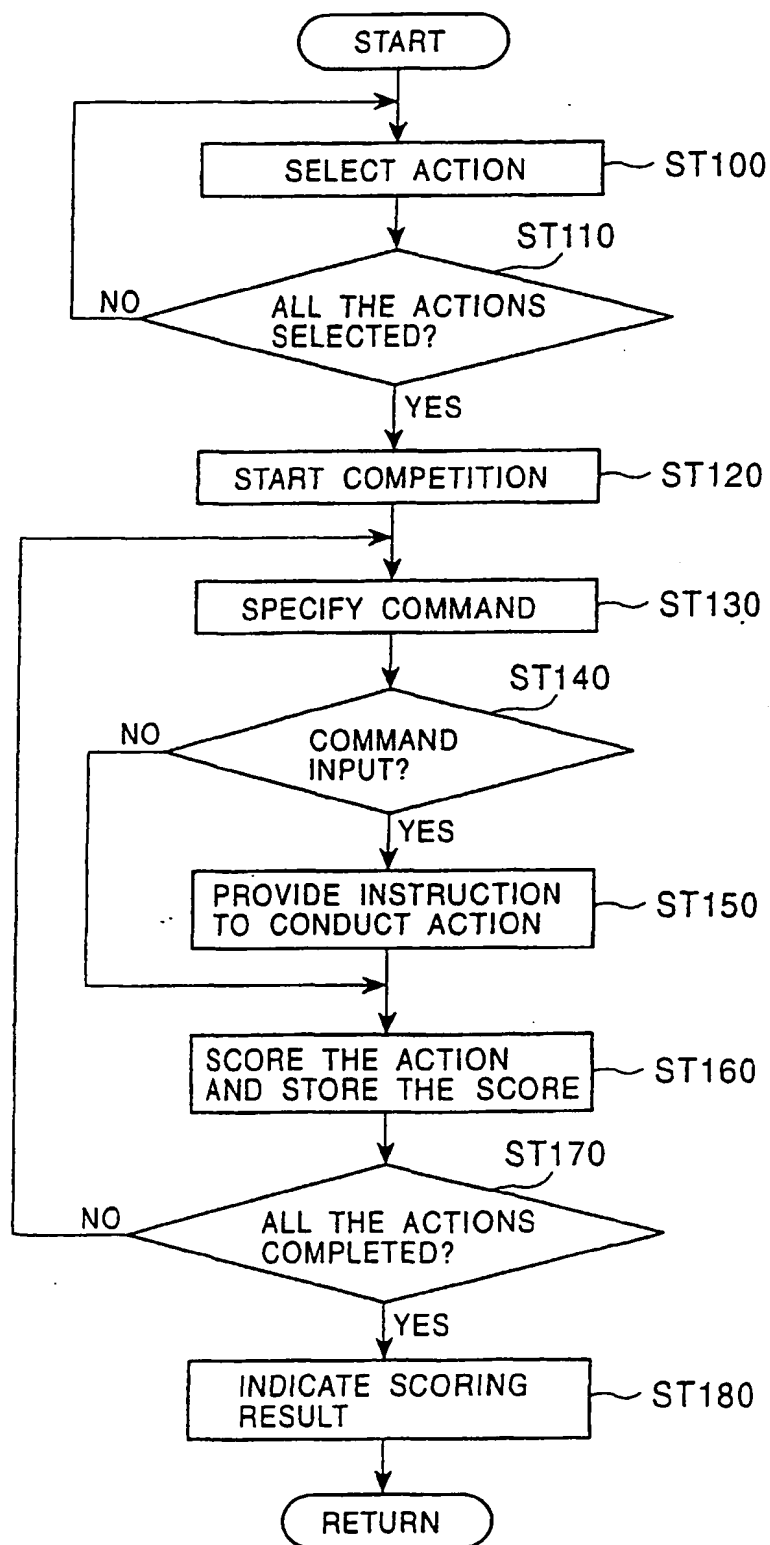 START
SELECT ACTION
ST100
ST110
NO
ALL THE ACTIONS
SELECTED?
YES
START COMPETITION
ST120
SPECIFY COMMAND
ST130
ST140
NO
COMMAND
INPUT?
YES
PROVIDE INSTRUCTION
TO CONDUCT ACTION
ST150
SCORE THE ACTION
AND STORE THE SCORE
ST160
ST170
NO
ALL THE ACTIONS
COMPLETED?
YES
INDICATE SCORING
RESULT
ST180
RETURN